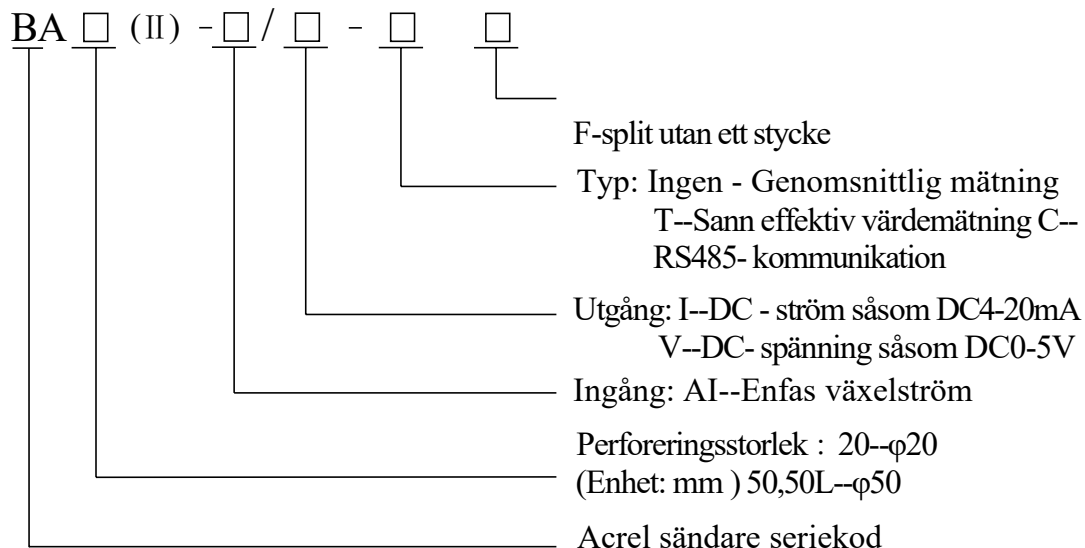 BA □ (II) - □ / □ - □ □
F-split utan ett stycke
Typ: Ingen - Genomsnittlig mätning
T--Sann effektiv värdemätning C--
RS485- kommunikation
Utgång: I--DC - ström såsom DC4-20mA
V--DC- spänning såsom DC0-5V
Ingång: AI--Enfas växelström
Perforeringsstorlek : 20--φ20
(Enhet: mm ) 50,50L--φ50
Acrel sändare seriekod